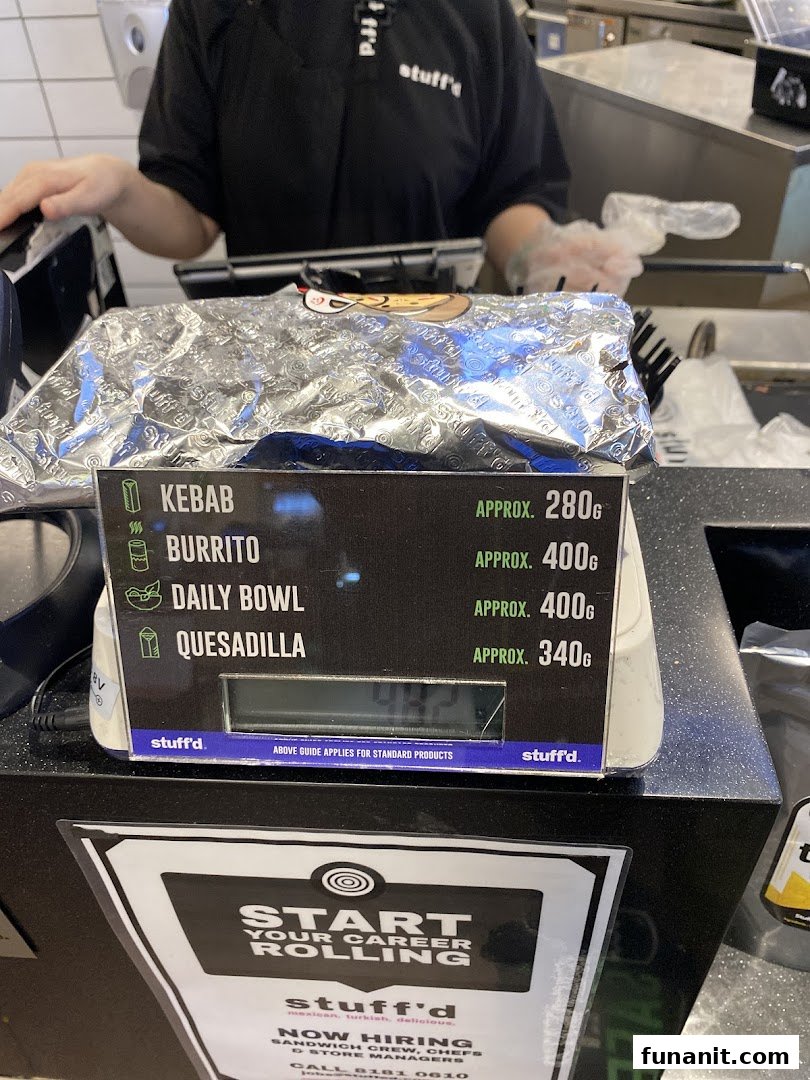 stuff'd
stuff'd
KEBAB APPROX. 280G
BURRITO APPROX. 400G
DAILY BOWL APPROX. 400G
QUESADILLA APPROX. 340G
482
stuff'd. ABOVE GUIDE APPLIES FOR STANDARD PRODUCTS stuff'd.
START
YOUR CAREER
ROLLING
stuff'd
mexican. turkish. delicious.
NOW HIRING
SANDWICH CREW, CHEFS
& STORE MANAGERS
CALL 8181 0610
funanit.com